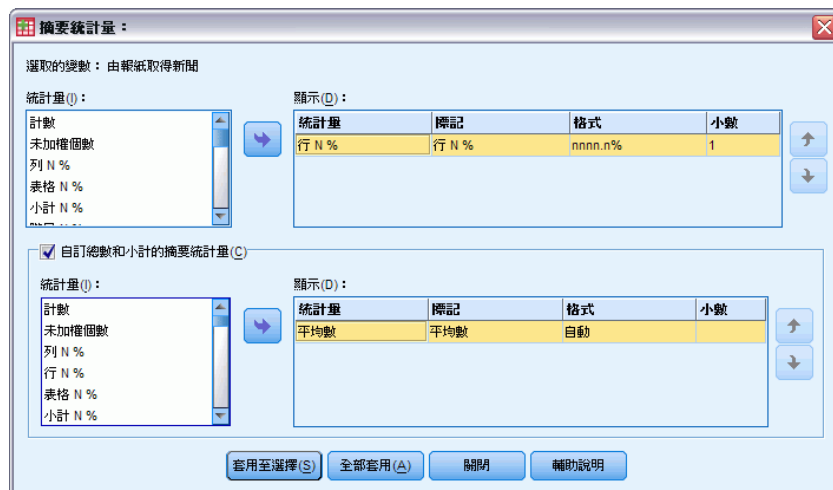 摘要統計量：
選取的變數： 由報紙取得新聞
統計量(I)：
計數
未加權個數
列 N %
表格 N %
小計 N %
顯示(D)：
統計量 標記 格式 小數
行 N % 行 N % nnnn.n% 1
自訂總數和小計的摘要統計量(C)
統計量(I)：
計數
未加權個數
列 N %
行 N %
表格 N %
小計 N %
顯示(D)：
統計量 標記 格式 小數
平均數 平均數 自動
套用至選擇(S) 全部套用(A) 關閉 輔助說明